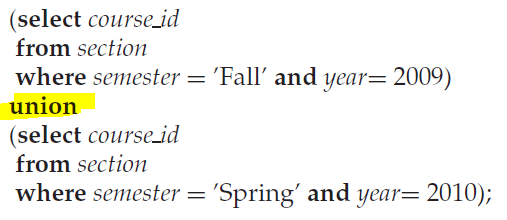 (select course_id
from section
where semester = ’Fall’ and year= 2009)
union
(select course_id
from section
where semester = ’Spring’ and year= 2010);